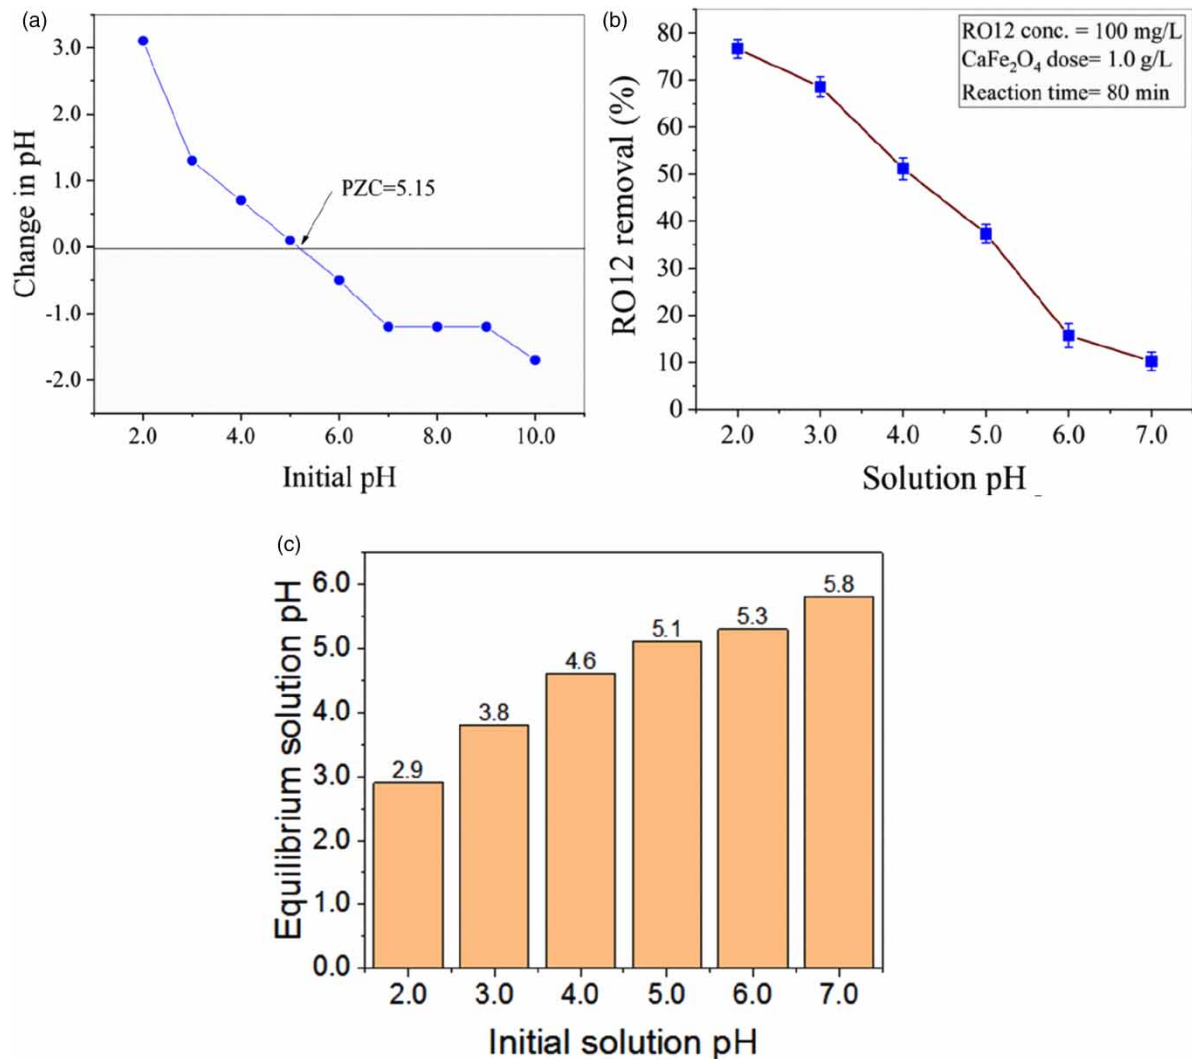 (a)
3.0
2.0
1.0
0.0
-1.0
-2.0
Change in pH
PZC=5.15
2.0 4.0 6.0 8.0 10.0
Initial pH
(b)
80
70
60
50
40
30
20
10
0
RO12 removal (%)
RO12 conc. = 100 mg/L
CaFe₂O₄ dose= 1.0 g/L
Reaction time= 80 min
2.0 3.0 4.0 5.0 6.0 7.0
Solution pH
(c)
6.0
5.0
4.0
3.0
2.0
1.0
0.0
Equilibrium solution pH
2.9 3.8 4.6 5.1 5.3 5.8
2.0 3.0 4.0 5.0 6.0 7.0
Initial solution pH